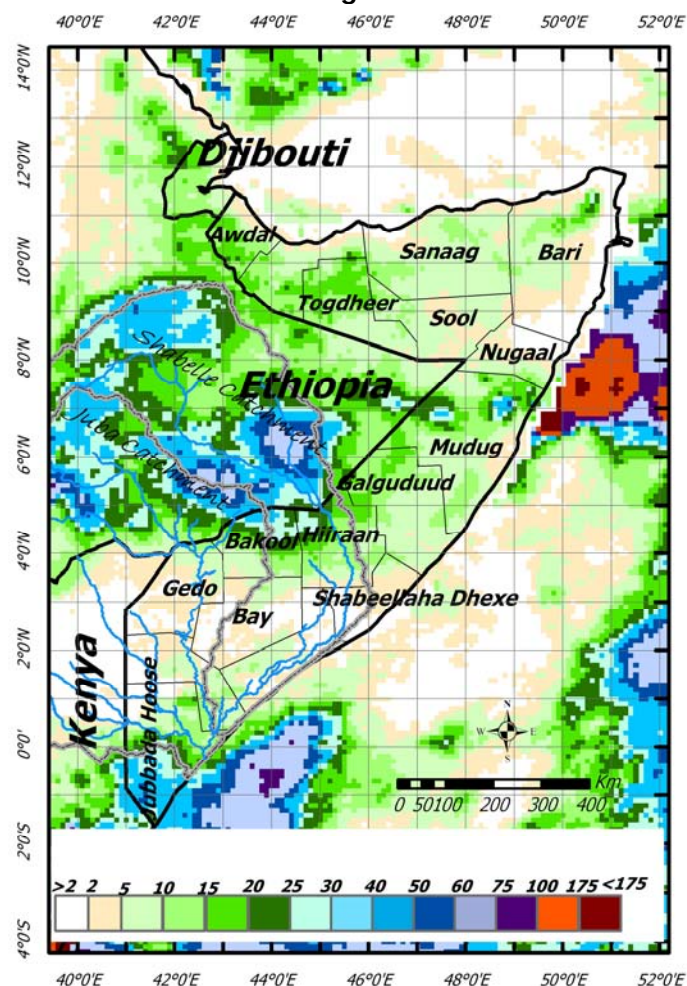 40°0'E 42°0'E 44°0'E 46°0'E 48°0'E 50°0'E 52°0'E
14°0'N
12°0'N
10°0'N
8°0'N
6°0'N
4°0'N
2°0'N
0°0'
2°0'S
4°0'S
Djibouti
Awdal
Sanaag
Bari
Togdheer
Sool
Nugaal
Shabelle Catchment
Ethiopia
Juba Catchment
Mudug
Galguduud
Bakool
Hiiraan
Gedo
Shabeellaha Dhexe
Bay
Kenya
Jubbada Hoose
N
W E
S
Km
0 50 100 200 300 400
>2 2 5 10 15 20 25 30 40 50 60 75 100 175 <175
40°0'E 42°0'E 44°0'E 46°0'E 48°0'E 50°0'E 52°0'E